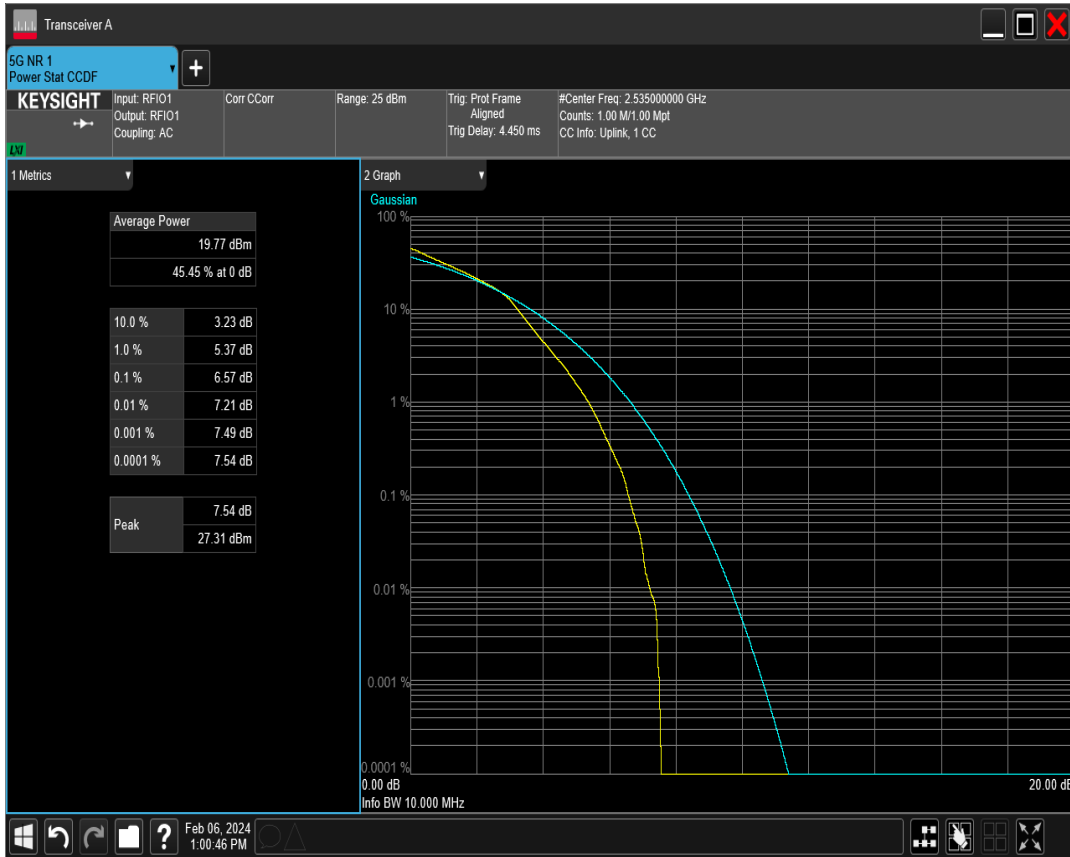 Transceiver A
5G NR 1
Power Stat CCDF
+
KEYSIGHT
LXI
Input: RFIO1
Output: RFIO1
Coupling: AC
Corr CCorr
Range: 25 dBm
Trig: Prot Frame
Aligned
Trig Delay: 4.450 ms
#Center Freq: 2.535000000 GHz
Counts: 1.00 M/1.00 Mpt
CC Info: Uplink, 1 CC
1 Metrics
Average Power
19.77 dBm
45.45 % at 0 dB
10.0 % 3.23 dB
1.0 % 5.37 dB
0.1 % 6.57 dB
0.01 % 7.21 dB
0.001 % 7.49 dB
0.0001 % 7.54 dB
Peak 7.54 dB
27.31 dBm
2 Graph
Gaussian
100 %
10 %
1 %
0.1 %
0.01 %
0.001 %
0.0001 %
0.00 dB 20.00 dB
Info BW 10.000 MHz
?
Feb 06, 2024
1:00:46 PM